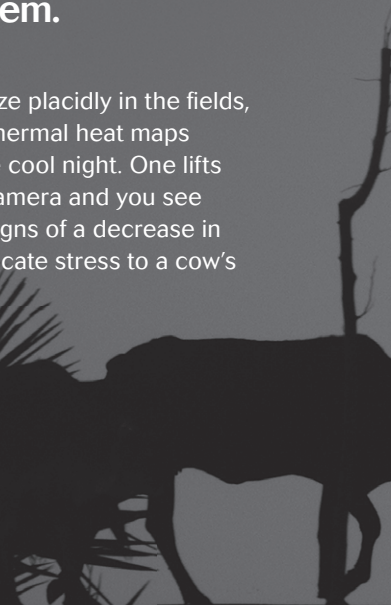 em.
ze placidly in the fields,
hermal heat maps
cool night. One lifts
amera and you see
gns of a decrease in
cate stress to a cow’s